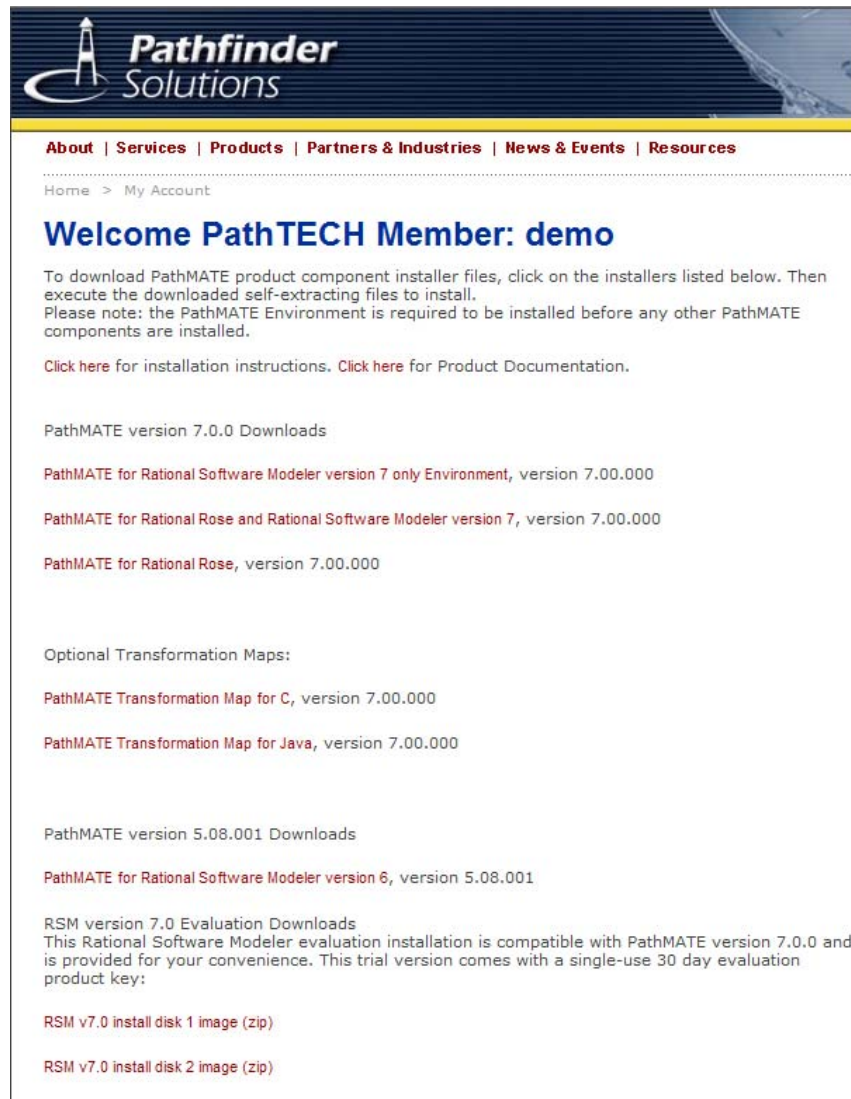 Pathfinder
Solutions
About | Services | Products | Partners & Industries | News & Events | Resources
Home > My Account
Welcome PathTECH Member: demo
To download PathMATE product component installer files, click on the installers listed below. Then
execute the downloaded self-extracting files to install.
Please note: the PathMATE Environment is required to be installed before any other PathMATE
components are installed.
Click here for installation instructions. Click here for Product Documentation.
PathMATE version 7.0.0 Downloads
PathMATE for Rational Software Modeler version 7 only Environment, version 7.00.000
PathMATE for Rational Rose and Rational Software Modeler version 7, version 7.00.000
PathMATE for Rational Rose, version 7.00.000
Optional Transformation Maps:
PathMATE Transformation Map for C, version 7.00.000
PathMATE Transformation Map for Java, version 7.00.000
PathMATE version 5.08.001 Downloads
PathMATE for Rational Software Modeler version 6, version 5.08.001
RSM version 7.0 Evaluation Downloads
This Rational Software Modeler evaluation installation is compatible with PathMATE version 7.0.0 and
is provided for your convenience. This trial version comes with a single-use 30 day evaluation
product key:
RSM v7.0 install disk 1 image (zip)
RSM v7.0 install disk 2 image (zip)